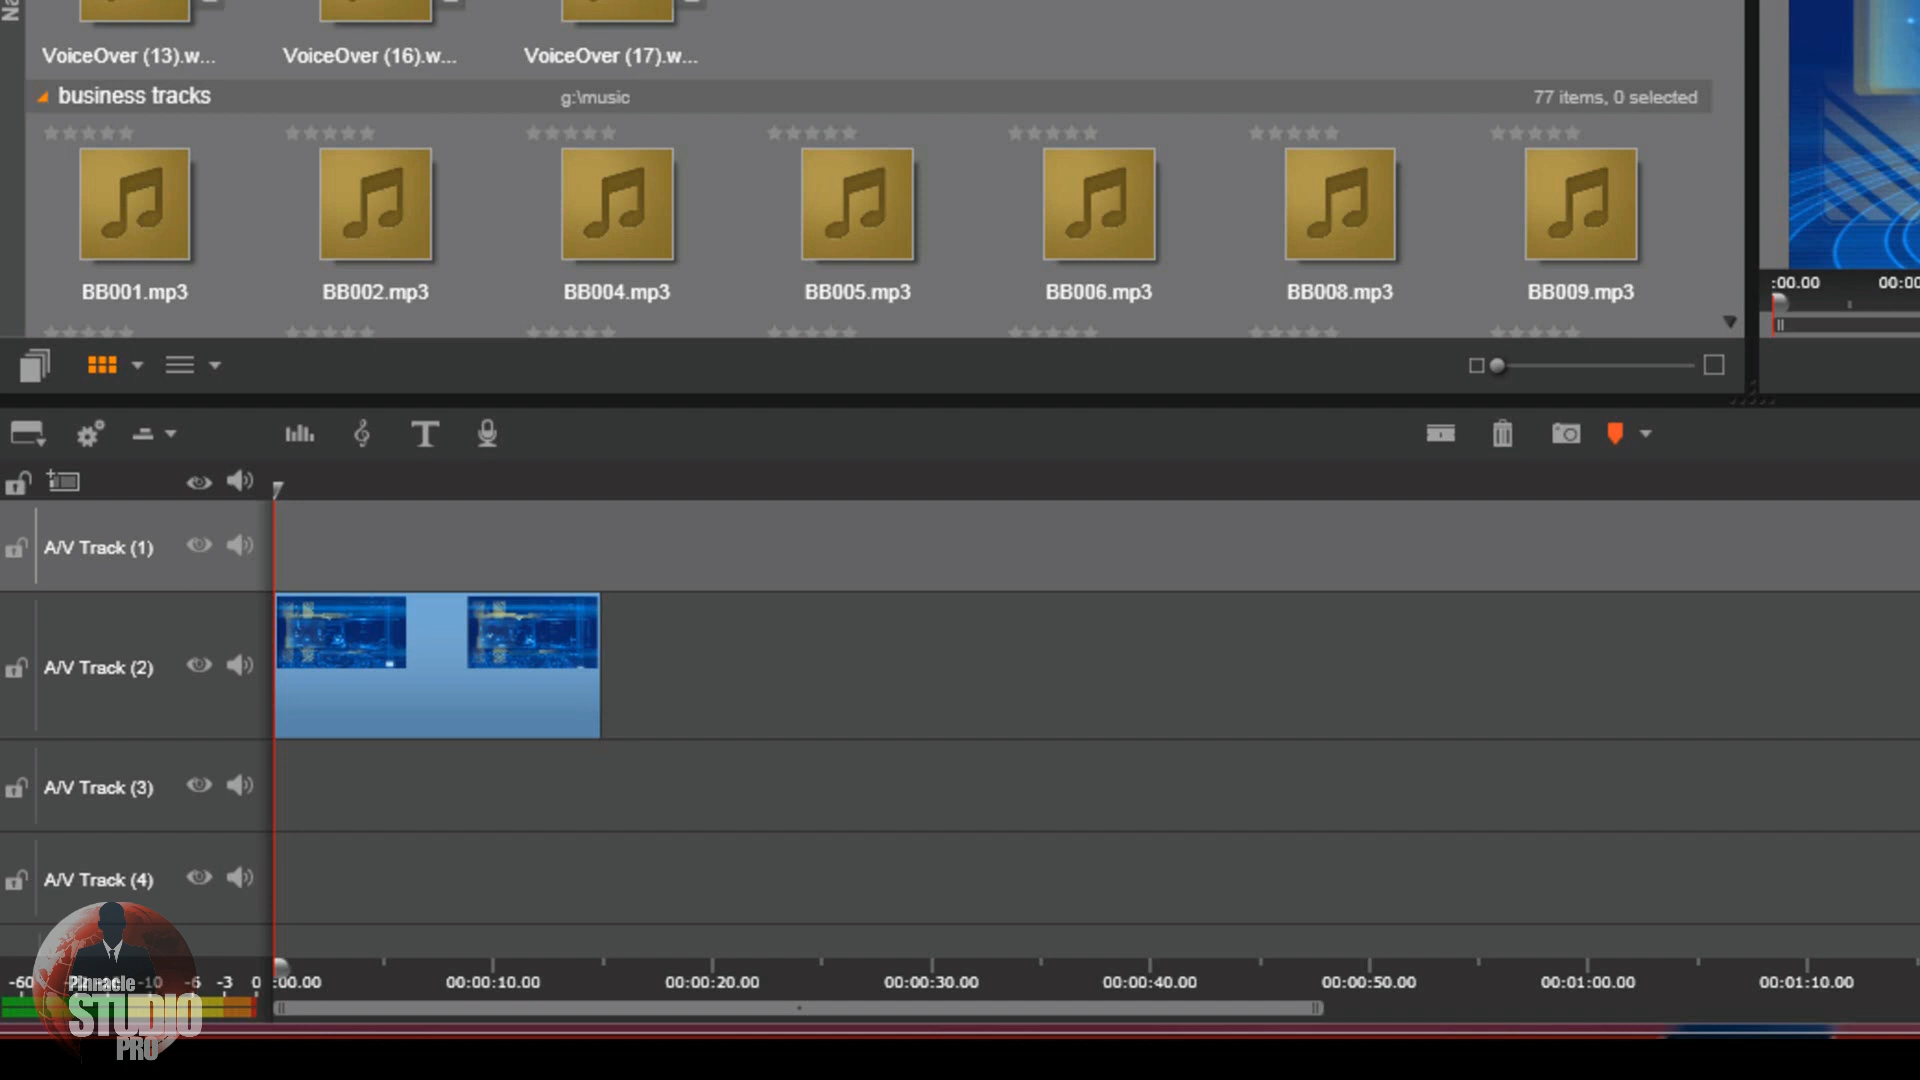 Na
VoiceOver (13).w...
VoiceOver (16).w...
VoiceOver (17).w...
business tracks
g:\music
77 items, 0 selected
BB001.mp3
BB002.mp3
BB004.mp3
BB005.mp3
BB006.mp3
BB008.mp3
BB009.mp3
:00.00
00:00
A/V Track (1)
A/V Track (2)
A/V Track (3)
A/V Track (4)
-60
-10 -6 -3 0
:00.00
00:00:10.00
00:00:20.00
00:00:30.00
00:00:40.00
00:00:50.00
00:01:00.00
00:01:10.00
Pinnacle
STUDIO
PRO